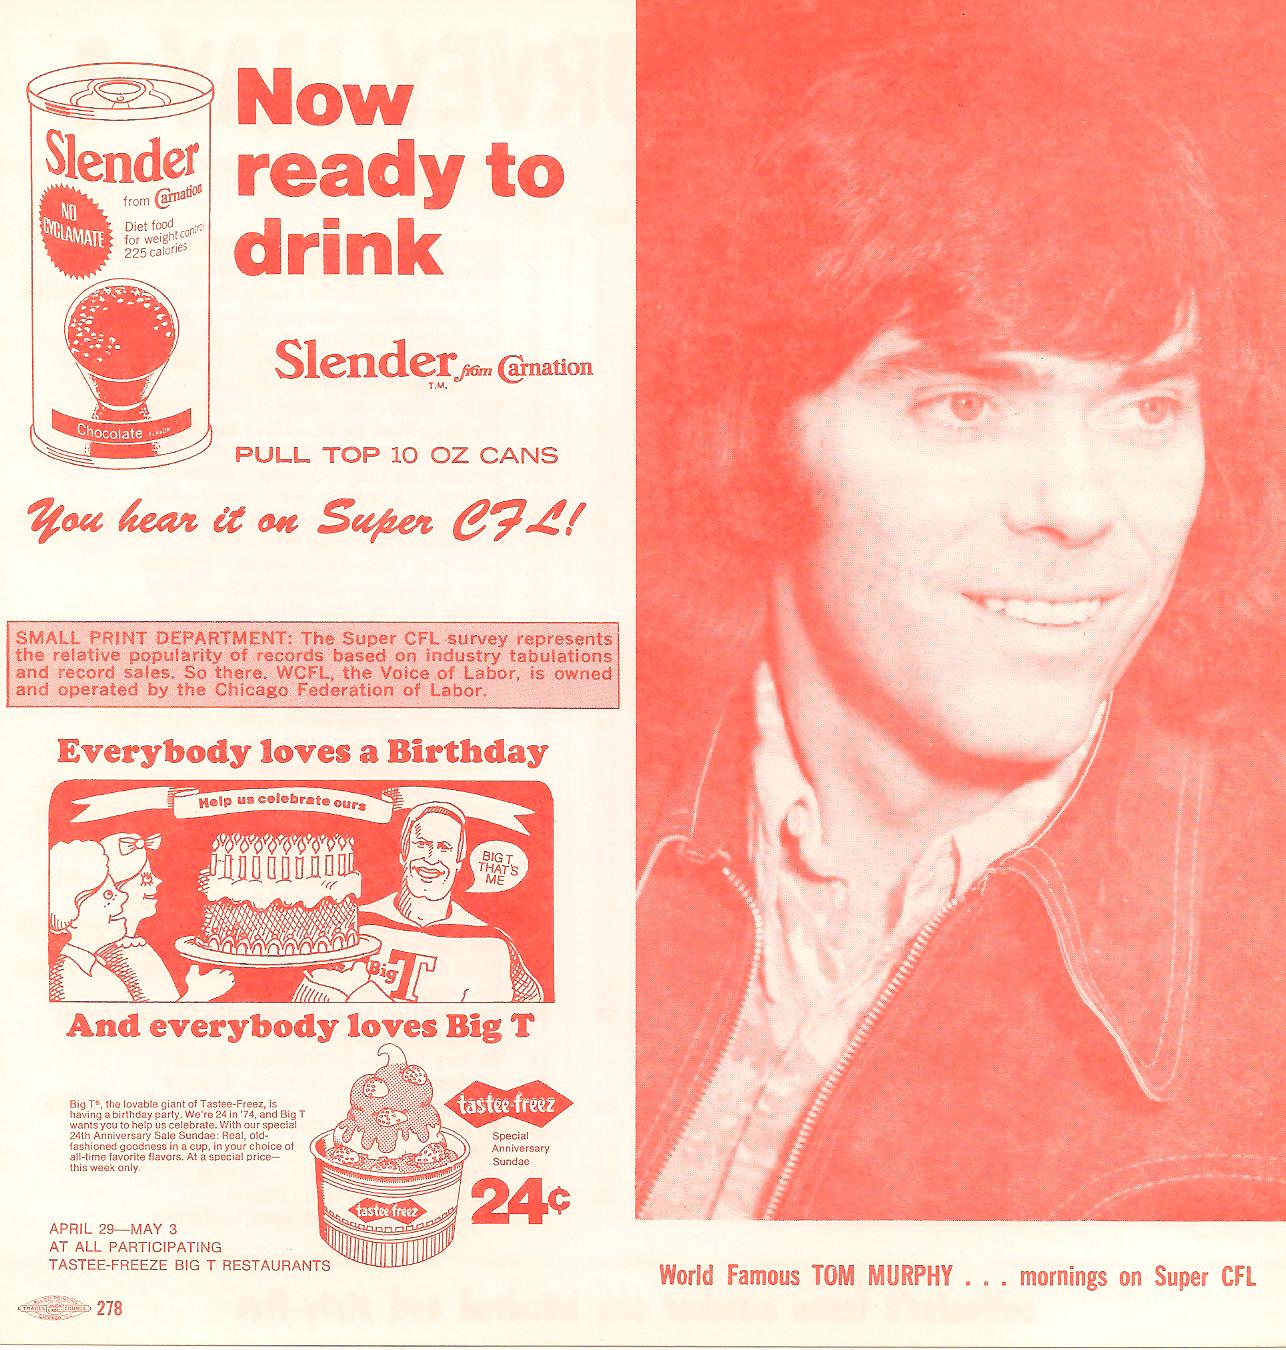 Slender
from Carnation
NO
CYCLAMATE
Diet food
for weight control
225 calories
Chocolate FLAVOR
Now
ready to
drink
Slender from Carnation
T.M.
PULL TOP 10 OZ CANS
You hear it on Super CFL!
SMALL PRINT DEPARTMENT: The Super CFL survey represents
the relative popularity of records based on industry tabulations
and record sales. So there. WCFL, the Voice of Labor, is owned
and operated by the Chicago Federation of Labor.
Everybody loves a Birthday
Help us celebrate ours
BIG T
THAT'S
ME
Big T
And everybody loves Big T
Big T®, the lovable giant of Tastee-Freez, is
having a birthday party. We're 24 in '74, and Big T
wants you to help us celebrate. With our special
24th Anniversary Sale Sundae: Real, old-
fashioned goodness in a cup, in your choice of
all-time favorite flavors. At a special price—
this week only.
tastee-freez
Special
Anniversary
Sundae
24¢
tastee-freez
APRIL 29—MAY 3
AT ALL PARTICIPATING
TASTEE-FREEZE BIG T RESTAURANTS
ALLIED PRINTING
TRADES COUNCIL
278
World Famous TOM MURPHY . . . mornings on Super CFL